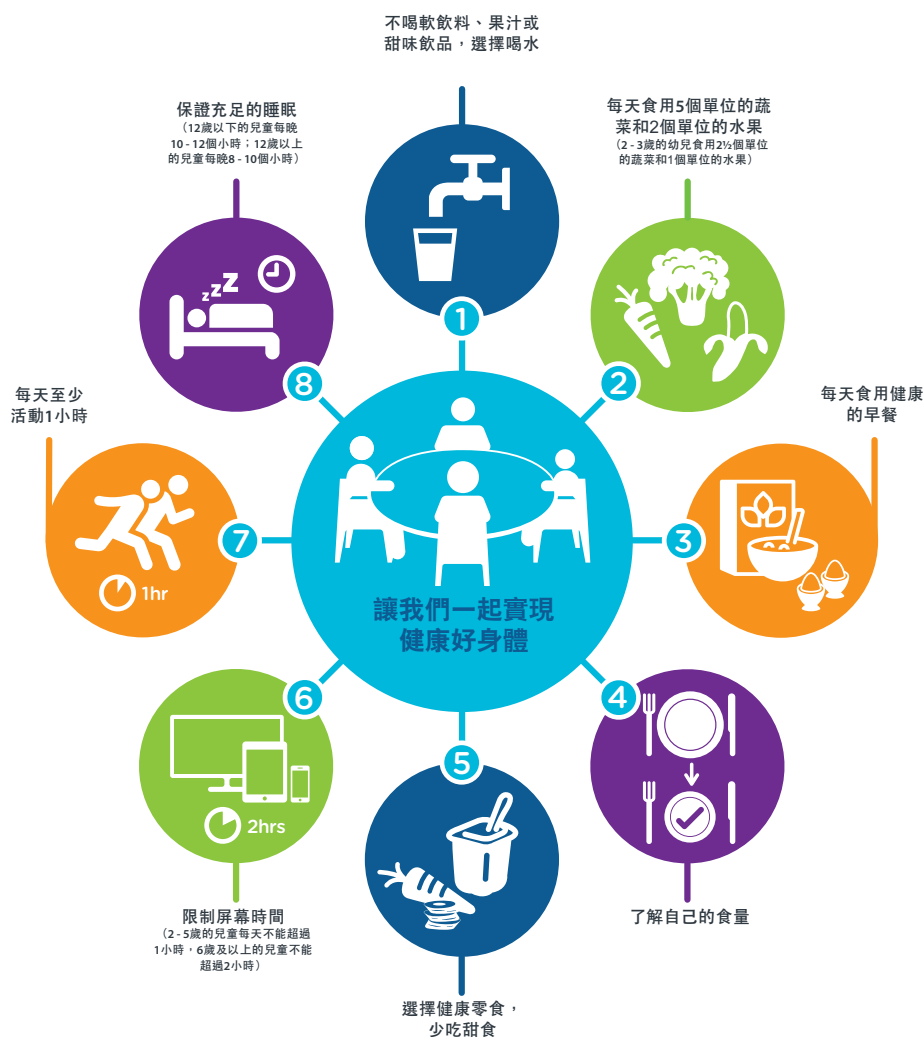 不喝軟飲料、果汁或
甜味飲品，選擇喝水
1
每天食用5個單位的蔬
菜和2個單位的水果
（2 - 3歲的幼兒食用2½個單位
的蔬菜和1個單位的水果）
2
每天食用健康
的早餐
3
4
了解自己的食量
5
選擇健康零食，
少吃甜食
6
2hrs
限制屏幕時間
（2 - 5歲的兒童每天不能超過
1小時，6歲及以上的兒童不能
超過2小時）
每天至少
活動1小時
7
1hr
保證充足的睡眠
（12歲以下的兒童每晚
10 - 12個小時；12歲以上
的兒童每晚8 - 10個小時）
zzZ
8
讓我們一起實現
健康好身體